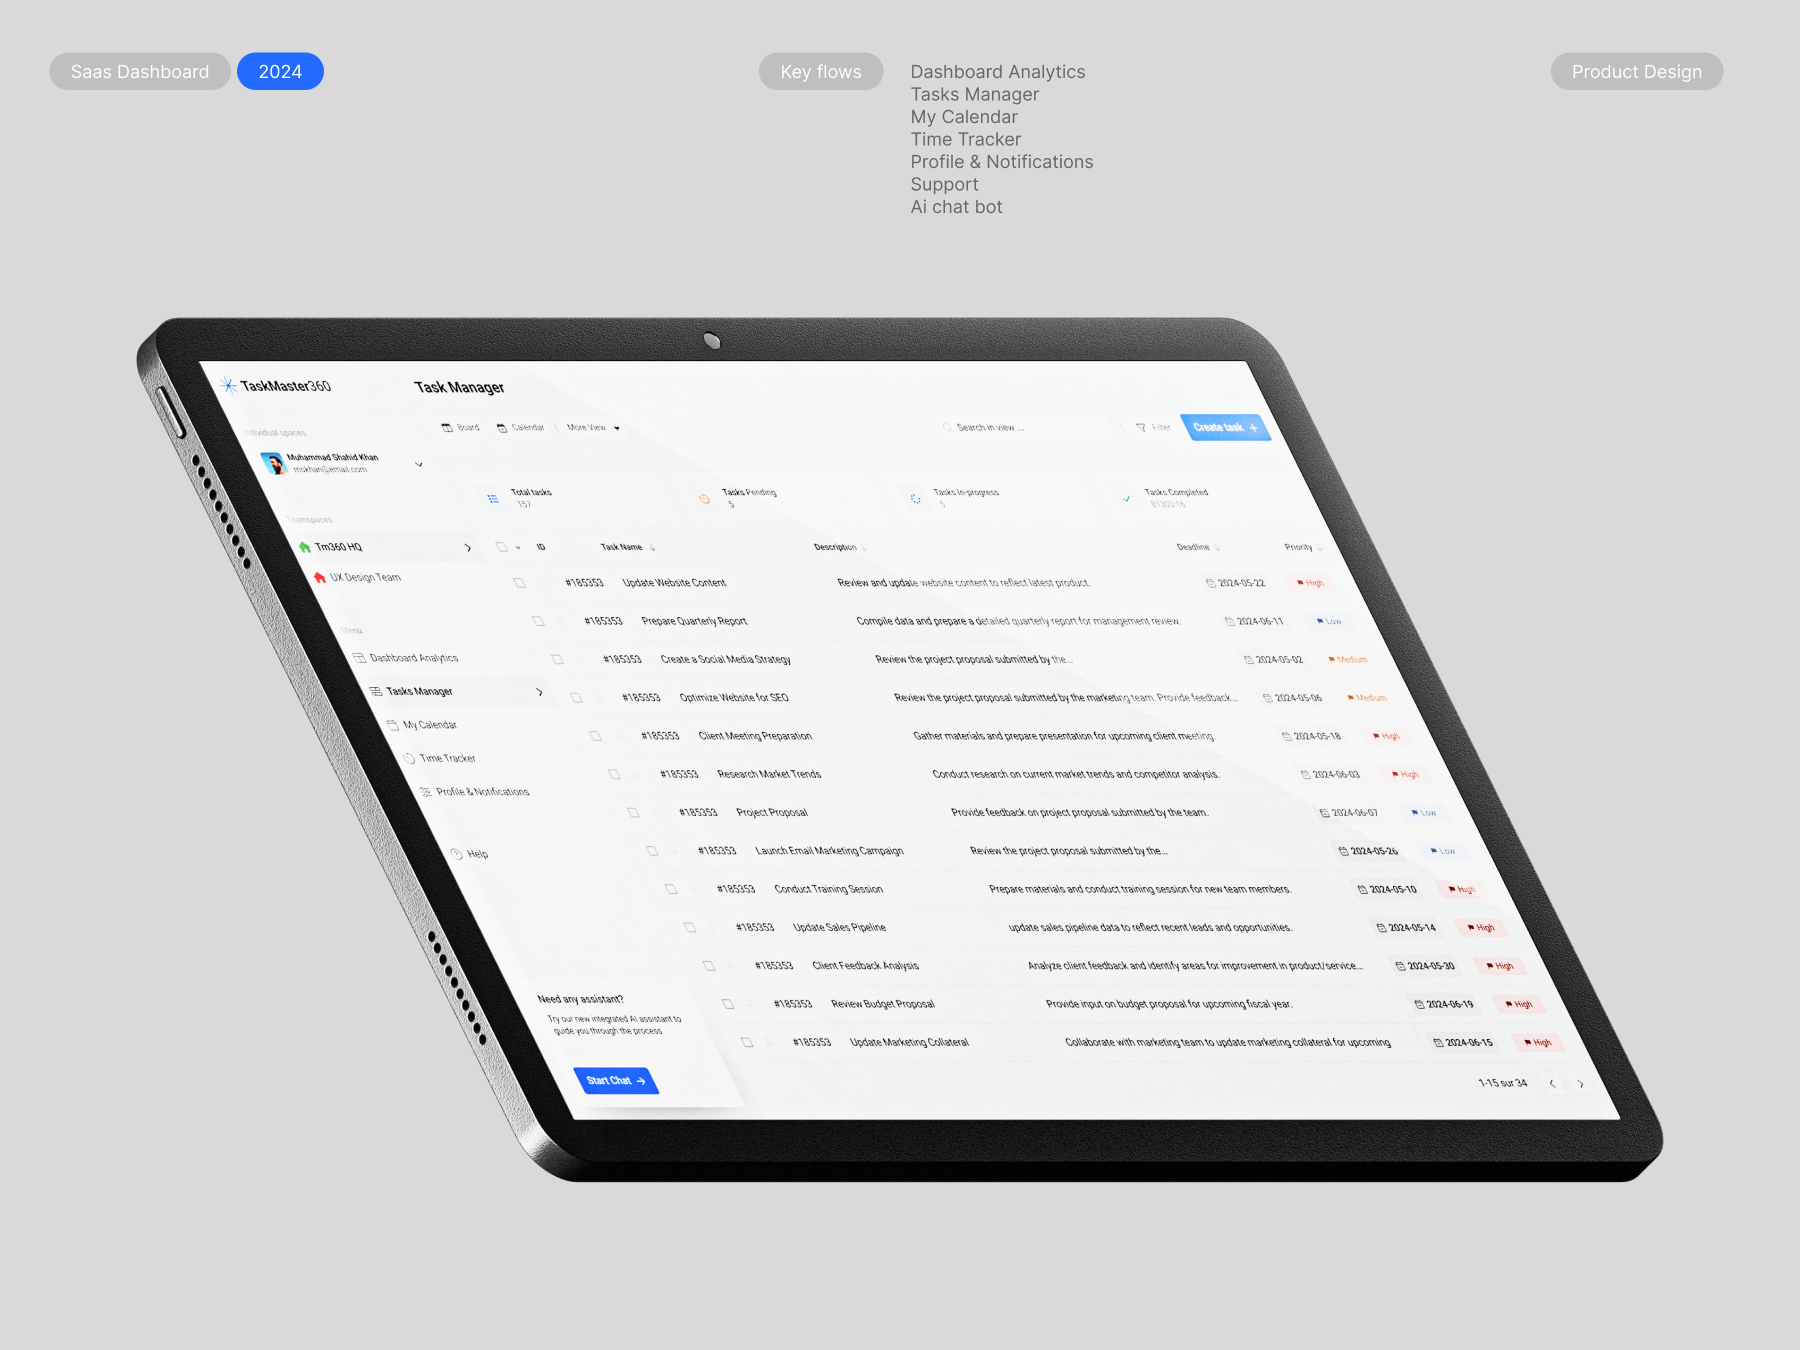 Saas Dashboard
2024
Key flows
Dashboard Analytics
Tasks Manager
My Calendar
Time Tracker
Profile & Notifications
Support
Ai chat bot
Product Design
TaskMaster360
Individual spaces
Muhammad Shahid Khan
mskhan@email.com
Teamspaces
Tm360 HQ
UX Design Team
Menu
Dashboard Analytics
Tasks Manager
My Calendar
Time Tracker
Profile & Notifications
Help
Need any assistant?
Try our new integrated AI assistant to
guide you through the process
Start Chat
Task Manager
Board Calendar More View
Search in view ...
Filter
Create task +
Total tasks
157
Tasks Pending
5
Tasks In-progress
5
Tasks Completed
81303.16
ID Task Name Description Deadline Priority
#185353 Update Website Content Review and update website content to reflect latest product. 2024-05-22 High
#185353 Prepare Quarterly Report Compile data and prepare a detailed quarterly report for management review. 2024-06-11 Low
#185353 Create a Social Media Strategy Review the project proposal submitted by the... 2024-05-02 Medium
#185353 Optimize Website for SEO Review the project proposal submitted by the marketing team. Provide feedback... 2024-05-06 Medium
#185353 Client Meeting Preparation Gather materials and prepare presentation for upcoming client meeting. 2024-05-18 High
#185353 Research Market Trends Conduct research on current market trends and competitor analysis. 2024-06-03 High
#185353 Project Proposal Provide feedback on project proposal submitted by the team. 2024-06-07 Low
#185353 Launch Email Marketing Campaign Review the project proposal submitted by the... 2024-05-26 Low
#185353 Conduct Training Session Prepare materials and conduct training session for new team members. 2024-05-10 High
#185353 Update Sales Pipeline update sales pipeline data to reflect recent leads and opportunities. 2024-05-14 High
#185353 Client Feedback Analysis Analyze client feedback and identify areas for improvement in product/service... 2024-05-30 High
#185353 Review Budget Proposal Provide input on budget proposal for upcoming fiscal year. 2024-06-19 High
#185353 Update Marketing Collateral Collaborate with marketing team to update marketing collateral for upcoming 2024-06-15 High
1-15 sur 34